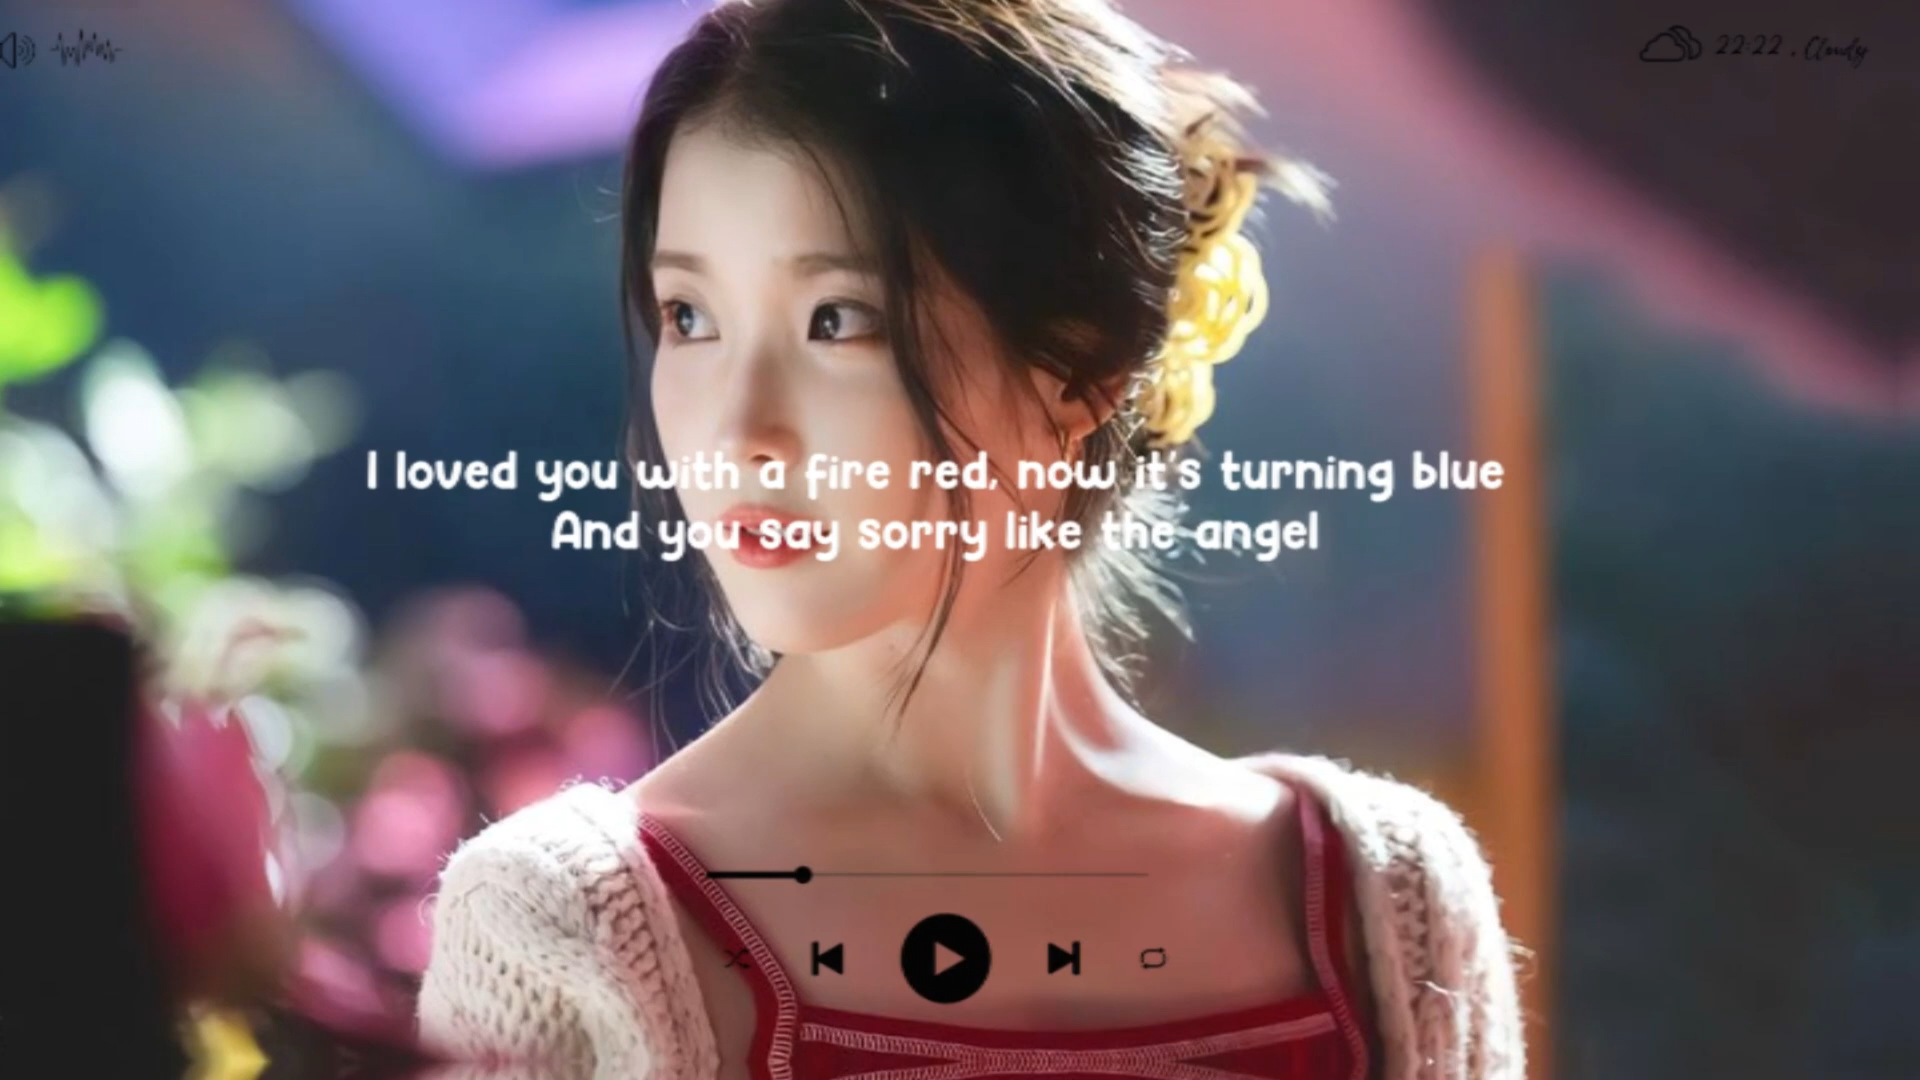 22:22 . Cloudy
I loved you with a fire red, now it's turning blue
And you say sorry like the angel